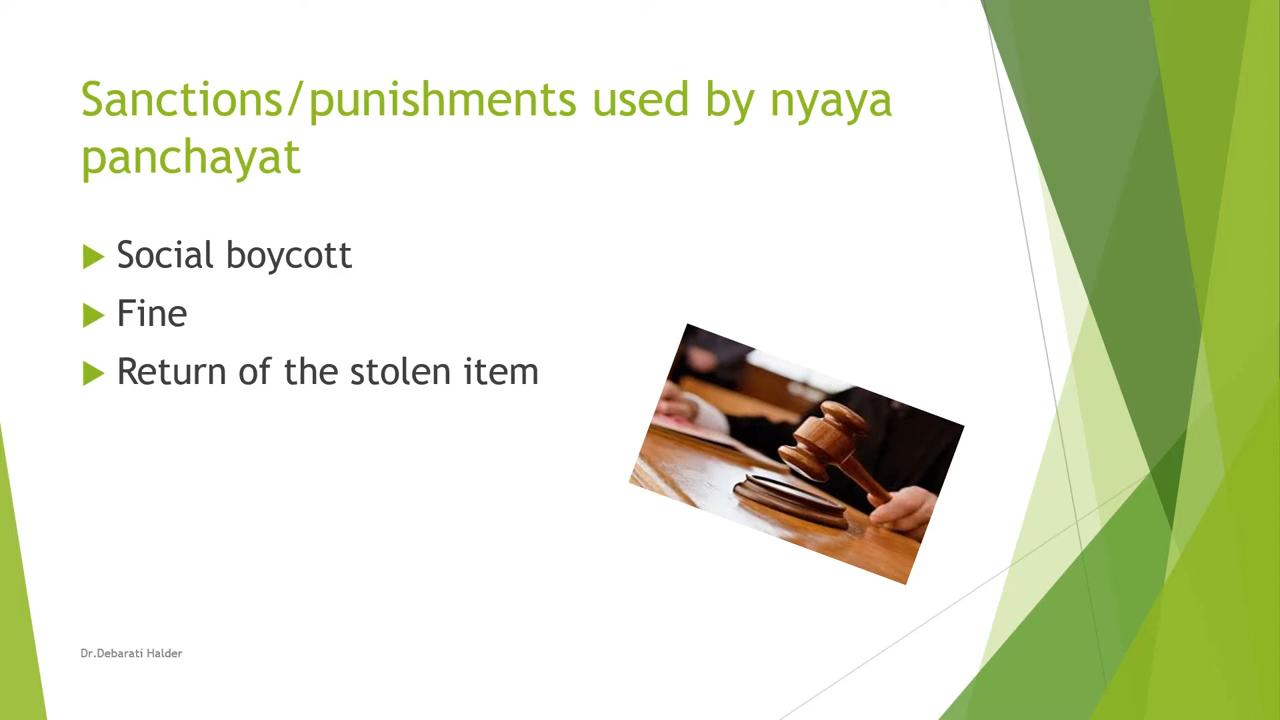 Sanctions/punishments used by nyaya
panchayat
Social boycott
Fine
Return of the stolen item
Dr.Debarati Halder